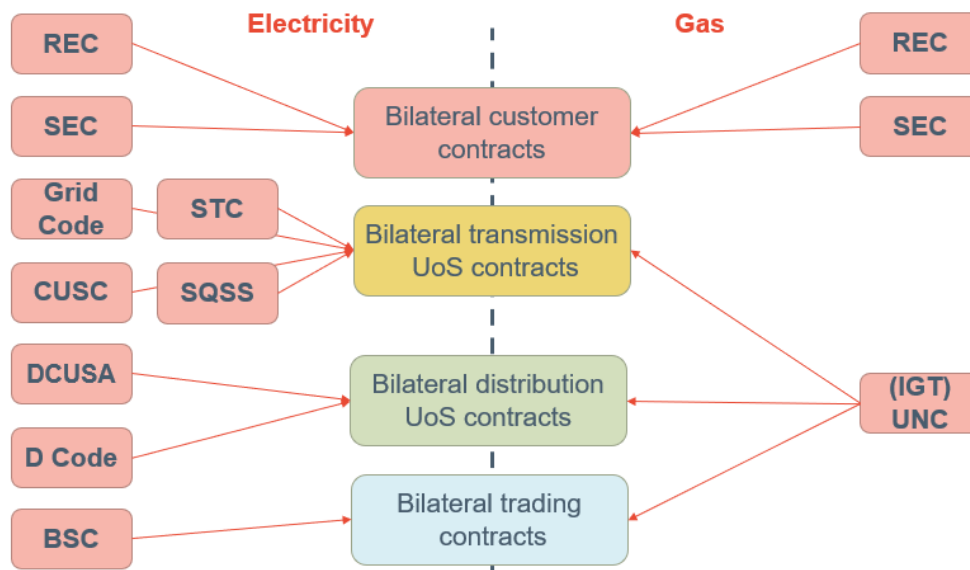 Electricity
Gas
REC
REC
Bilateral customer
contracts
SEC
SEC
Grid
Code
STC
Bilateral transmission
UoS contracts
CUSC
SQSS
DCUSA
Bilateral distribution
UoS contracts
(IGT)
UNC
D Code
Bilateral trading
contracts
BSC